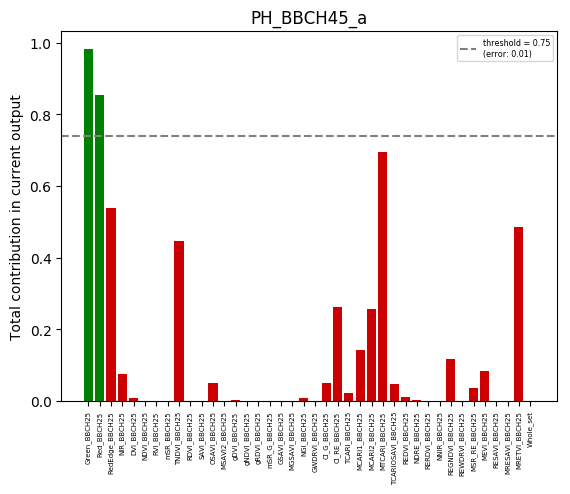 PH_BBCH45_a
threshold = 0.75
(error: 0.01)
Total contribution in current output
1.0
0.8
0.6
0.4
0.2
0.0
Green_BBCH25
Red_BBCH25
RedEdge_BBCH25
NIR_BBCH25
DVI_BBCH25
NDVI_BBCH25
RVI_BBCH25
mSR_BBCH25
TNDVI_BBCH25
RDVI_BBCH25
SAVI_BBCH25
OSAVI_BBCH25
MSAVI2_BBCH25
gDVI_BBCH25
gNDVI_BBCH25
gRDVI_BBCH25
mSR_G_BBCH25
GSAVI_BBCH25
MGSAVI_BBCH25
NGI_BBCH25
GWDRVI_BBCH25
CI_G_BBCH25
CI_RE_BBCH25
TCARI_BBCH25
MCARI1_BBCH25
MCARI2_BBCH25
MTCARI_BBCH25
TCARIOSAVI_BBCH25
REDVI_BBCH25
NDRE_BBCH25
RERDVI_BBCH25
NNIR_BBCH25
REGNDVI_BBCH25
REWDRVI_BBCH25
MSR_RE_BBCH25
MEVI_BBCH25
RESAVI_BBCH25
MRESAVI_BBCH25
MRETVI_BBCH25
Whole_set